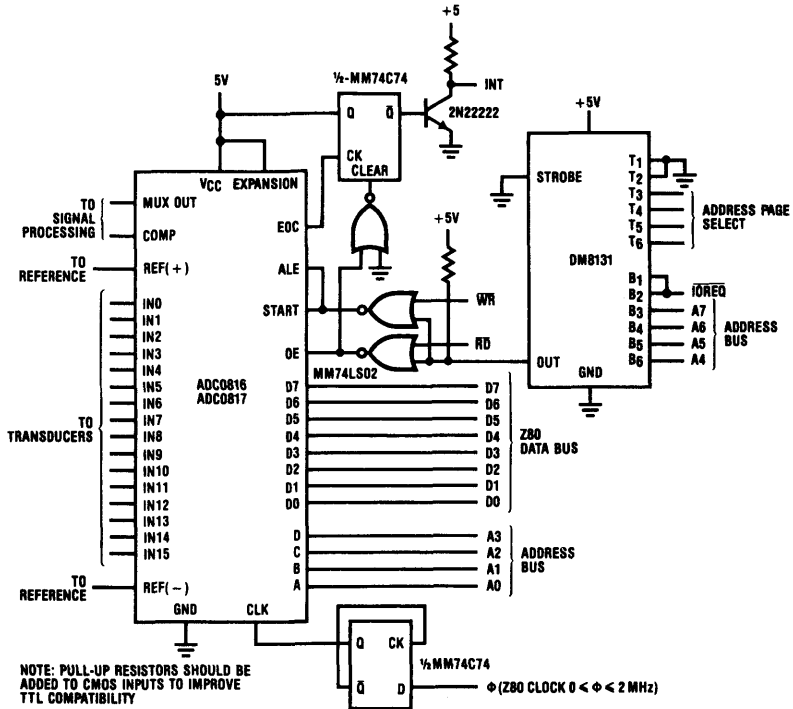 +5
½-MM74C74
INT
5V
Q
Q̅
2N22222
CK
CLEAR
+5V
VCC
EXPANSION
STROBE
T1
T2
T3
T4
T5
T6
ADDRESS PAGE
SELECT
TO
SIGNAL
PROCESSING
MUX OUT
COMP
EOC
+5V
DM8131
TO
REFERENCE
REF(+)
ALE
START
W̅R̅
B1
B2
I̅O̅R̅E̅Q̅
B3
A7
B4
A6
B5
A5
B6
A4
ADDRESS
BUS
R̅D̅
OUT
GND
OE
MM74LS02
ADC0816
ADC0817
TO
TRANSDUCERS
IN0
IN1
IN2
IN3
IN4
IN5
IN6
IN7
IN8
IN9
IN10
IN11
IN12
IN13
IN14
IN15
D7
D6
D5
D4
D3
D2
D1
D0
D7
D6
D5
D4
D3
D2
D1
D0
Z80
DATA BUS
D
C
B
A
A3
A2
A1
A0
ADDRESS
BUS
TO
REFERENCE
REF(−)
GND
CLK
Q
CK
Q̅
D
½MM74C74
Φ(Z80 CLOCK 0 ⩽ Φ ⩽ 2 MHz)
NOTE: PULL-UP RESISTORS SHOULD BE
ADDED TO CMOS INPUTS TO IMPROVE
TTL COMPATIBILITY